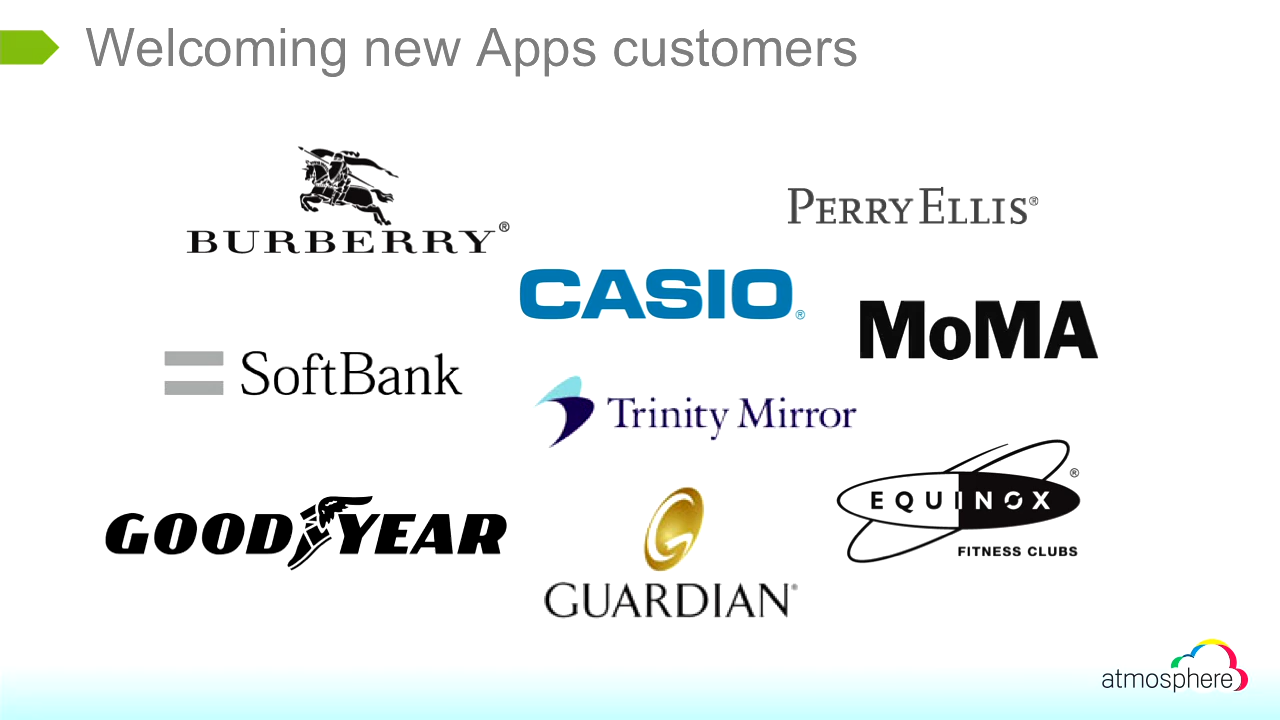 Welcoming new Apps customers
BURBERRY®
PERRY ELLIS®
CASIO®
MoMA
SoftBank
Trinity Mirror
EQUINOX®
FITNESS CLUBS
GOODYEAR
GUARDIAN®
atmosphere